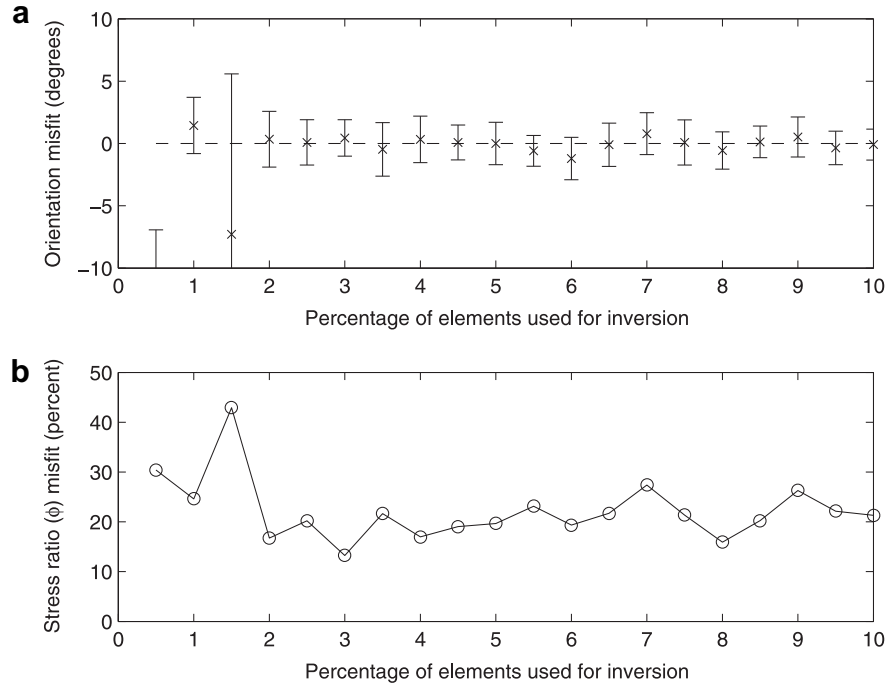 a
Orientation misfit (degrees)
10
5
0
−5
−10
0 1 2 3 4 5 6 7 8 9 10
Percentage of elements used for inversion
b
Stress ratio (ϕ) misfit (percent)
50
40
30
20
10
0
0 1 2 3 4 5 6 7 8 9 10
Percentage of elements used for inversion